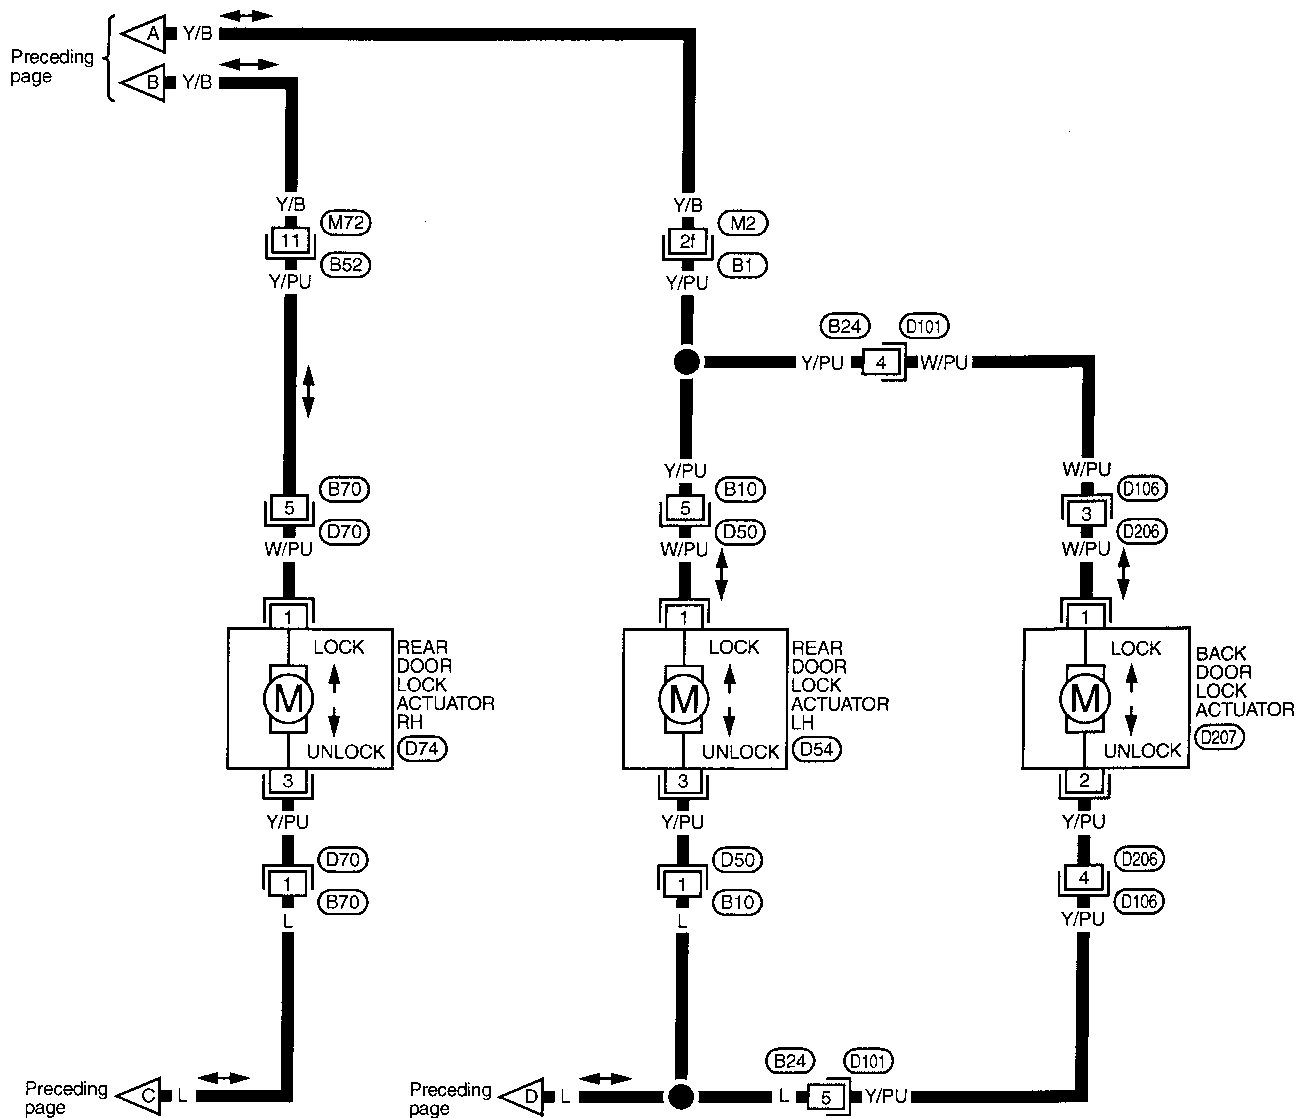 Preceding
page
A Y/B
B Y/B
Y/B
11
M72
B52
Y/PU
Y/B
2f
M2
B1
Y/PU
B24 D101
Y/PU 4 W/PU
B70
5
D70
W/PU
Y/PU
B10
5
D50
W/PU
W/PU
D106
3
D206
W/PU
1
LOCK
M
UNLOCK
REAR
DOOR
LOCK
ACTUATOR
RH
D74
3
Y/PU
1
LOCK
M
UNLOCK
REAR
DOOR
LOCK
ACTUATOR
LH
D54
3
Y/PU
1
LOCK
M
UNLOCK
BACK
DOOR
LOCK
ACTUATOR
D207
2
Y/PU
D70
1
B70
L
D50
1
B10
L
D206
4
D106
Y/PU
Preceding
page
C L
Preceding
page
D L
B24 D101
L 5 Y/PU